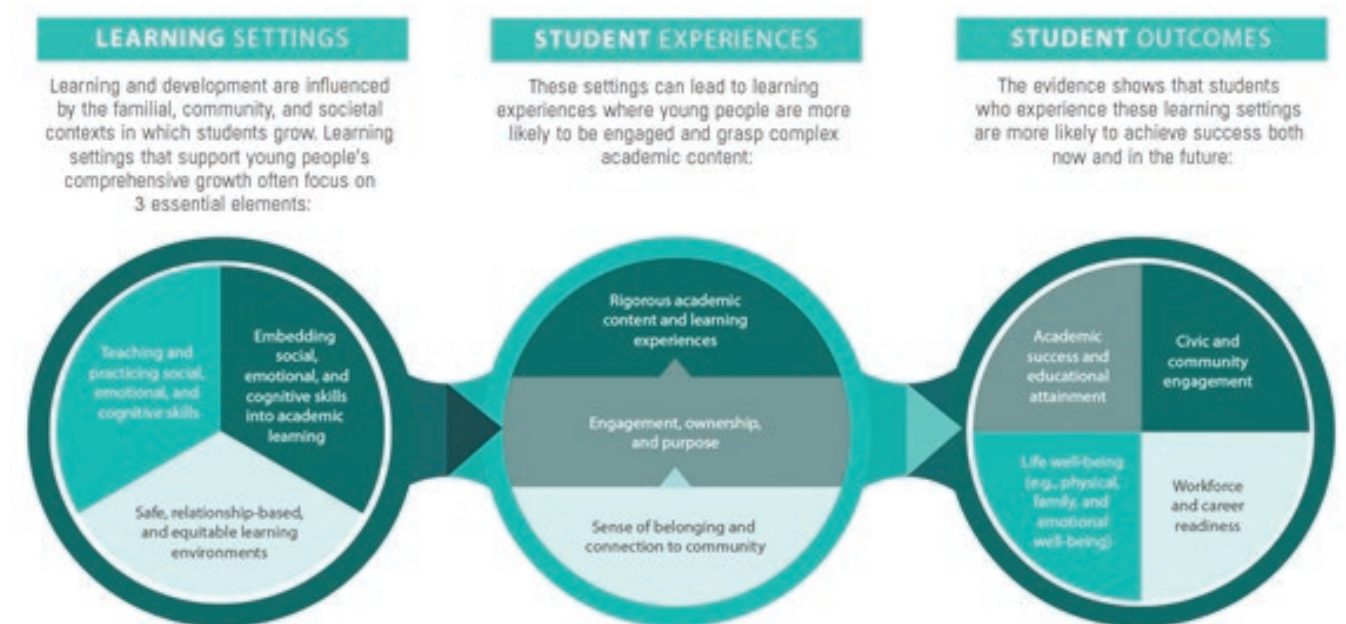 LEARNING SETTINGS
Learning and development are influenced
by the familial, community, and societal
contexts in which students grow. Learning
settings that support young people's
comprehensive growth often focus on
3 essential elements:
Teaching and
practicing social,
emotional, and
cognitive skills
Embedding
social,
emotional, and
cognitive skills
into academic
learning
Safe, relationship-based,
and equitable learning
environments
STUDENT EXPERIENCES
These settings can lead to learning
experiences where young people are more
likely to be engaged and grasp complex
academic content:
Rigorous academic
content and learning
experiences
Engagement, ownership,
and purpose
Sense of belonging and
connection to community
STUDENT OUTCOMES
The evidence shows that students
who experience these learning settings
are more likely to achieve success both
now and in the future:
Academic
success and
educational
attainment
Civic and
community
engagement
Life well-being
(e.g., physical,
family, and
emotional
well-being)
Workforce
and career
readiness